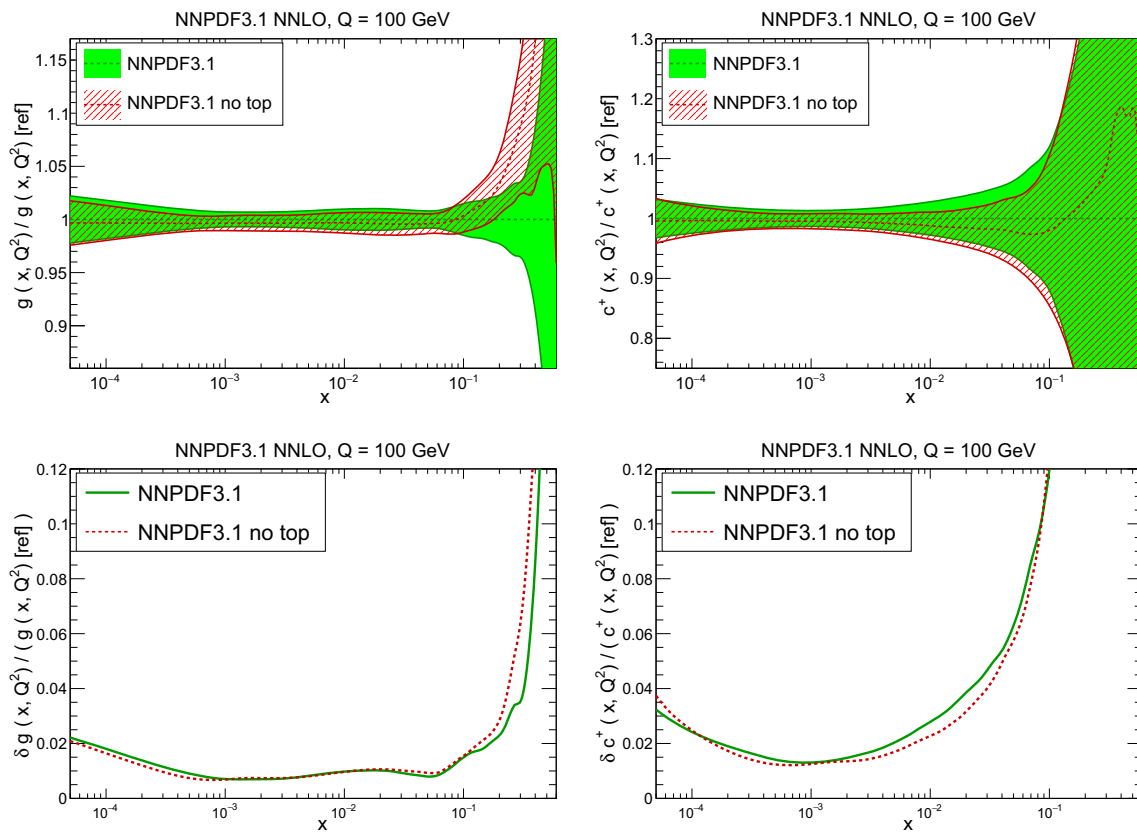 NNPDF3.1 NNLO, Q = 100 GeV
NNPDF3.1
NNPDF3.1 no top
g ( x, Q²) / g ( x, Q²) [ref]
1.15
1.1
1.05
1
0.95
0.9
10⁻⁴
10⁻³
10⁻²
10⁻¹
x
NNPDF3.1 NNLO, Q = 100 GeV
NNPDF3.1
NNPDF3.1 no top
c⁺ ( x, Q²) / c⁺ ( x, Q²) [ref]
1.3
1.2
1.1
1
0.9
0.8
10⁻⁴
10⁻³
10⁻²
10⁻¹
x
NNPDF3.1 NNLO, Q = 100 GeV
NNPDF3.1
NNPDF3.1 no top
δ g ( x, Q²) / ( g ( x, Q²) [ref] )
0.12
0.1
0.08
0.06
0.04
0.02
0
10⁻⁴
10⁻³
10⁻²
10⁻¹
x
NNPDF3.1 NNLO, Q = 100 GeV
NNPDF3.1
NNPDF3.1 no top
δ c⁺ ( x, Q²) / ( c⁺ ( x, Q²) [ref] )
0.12
0.1
0.08
0.06
0.04
0.02
0
10⁻⁴
10⁻³
10⁻²
10⁻¹
x